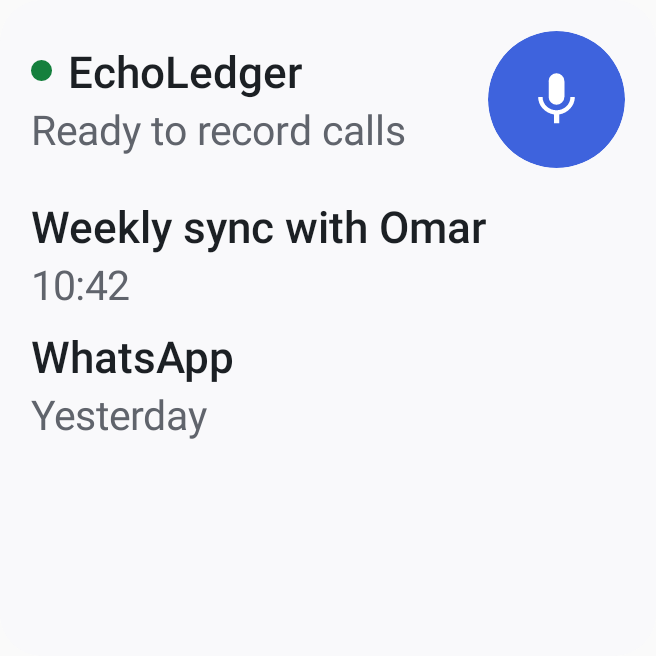 EchoLedger
Ready to record calls
Weekly sync with Omar
10:42
WhatsApp
Yesterday